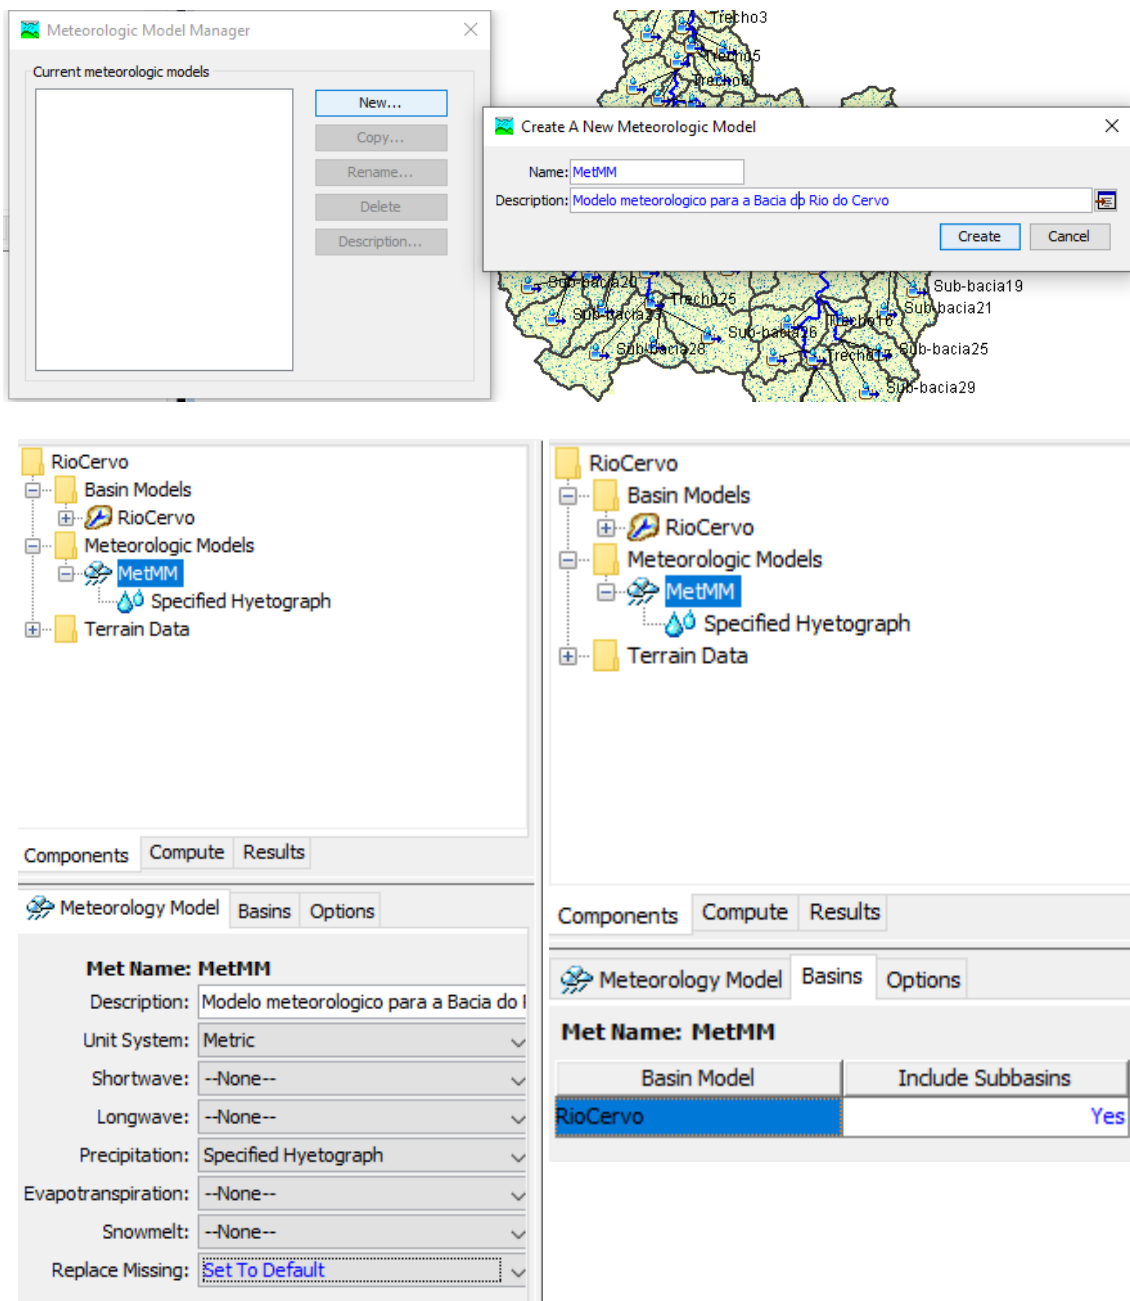 Meteorologic Model Manager
Current meteorologic models
New...
Copy...
Rename...
Delete
Description...
Trecho3
Trecho5
Trecho6
Create A New Meteorologic Model
Name: MetMM
Description: Modelo meteorologico para a Bacia do Rio do Cervo
Create Cancel
Sub-bacia20
Sub-bacia19
Trecho25
Sub-bacia21
Sub-bacia26
Trecho16
Sub-bacia28
Trecho17
Sub-bacia25
Sub-bacia29
RioCervo
Basin Models
RioCervo
Meteorologic Models
MetMM
Specified Hyetograph
Terrain Data
Components Compute Results
Meteorology Model Basins Options
Met Name: MetMM
Description: Modelo meteorologico para a Bacia do
Unit System: Metric
Shortwave: --None--
Longwave: --None--
Precipitation: Specified Hyetograph
Evapotranspiration: --None--
Snowmelt: --None--
Replace Missing: Set To Default
RioCervo
Basin Models
RioCervo
Meteorologic Models
MetMM
Specified Hyetograph
Terrain Data
Components Compute Results
Meteorology Model Basins Options
Met Name: MetMM
Basin Model Include Subbasins
RioCervo Yes